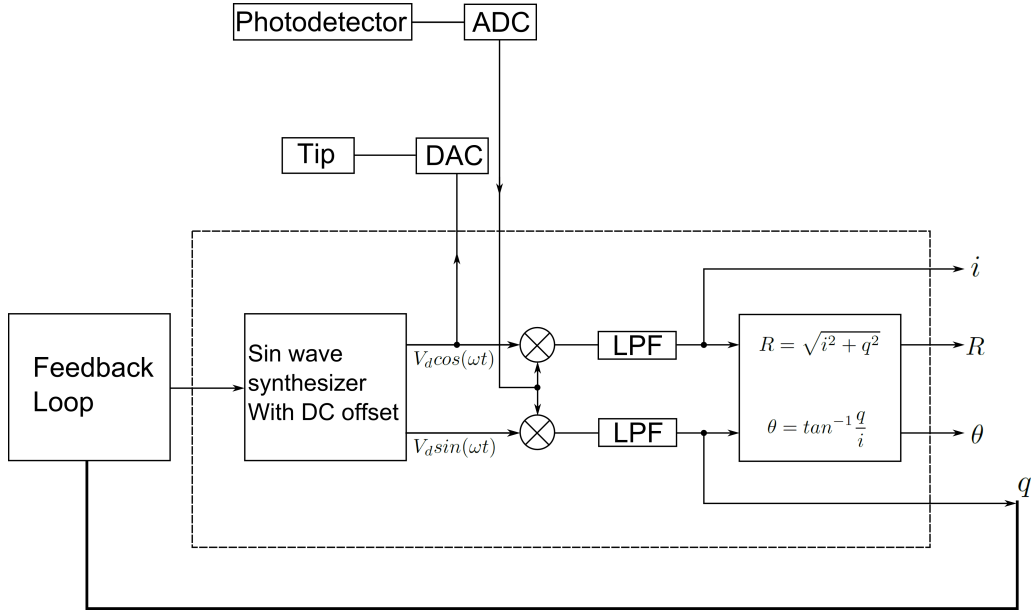 Photodetector
ADC
Tip
DAC
i
Feedback
Loop
Sin wave
synthesizer
With DC offset
V_d cos(ωt)
LPF
R = √(i² + q²)
R
V_d sin(ωt)
LPF
θ = tan⁻¹ q/i
θ
q